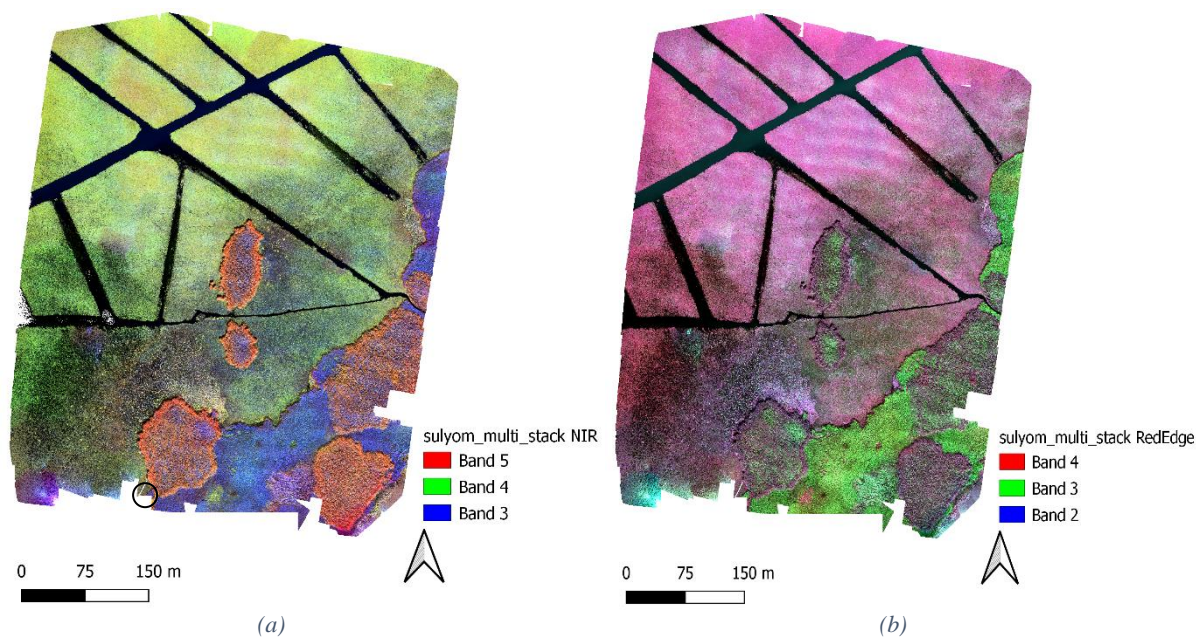 sulyom_multi_stack NIR
Band 5
Band 4
Band 3
0 75 150 m
(a)
sulyom_multi_stack RedEdge
Band 4
Band 3
Band 2
0 75 150 m
(b)